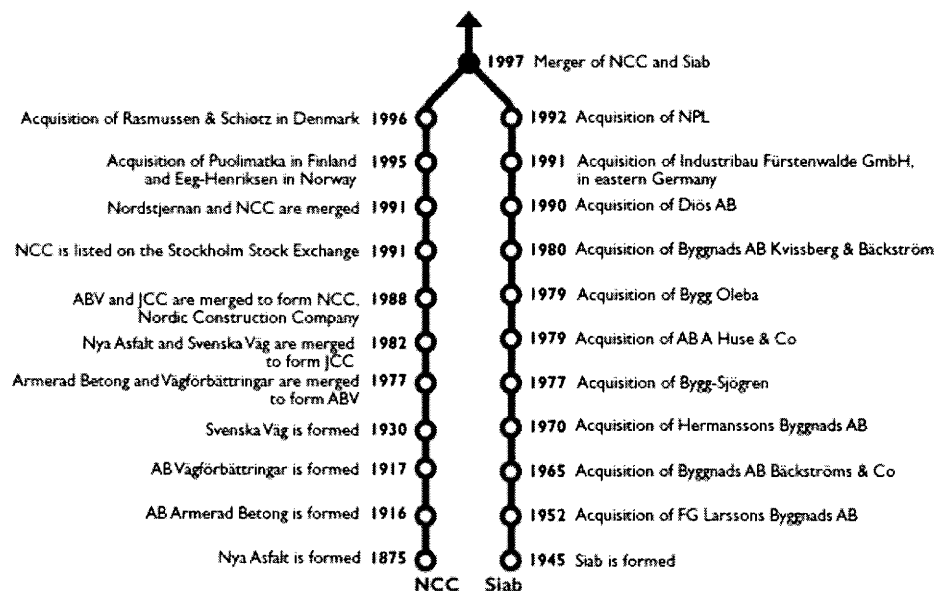 1997 Merger of NCC and Siab
Acquisition of Rasmussen & Schiøtz in Denmark 1996
Acquisition of Puolimatka in Finland
and Eeg-Henriksen in Norway 1995
Nordstjernan and NCC are merged 1991
NCC is listed on the Stockholm Stock Exchange 1991
ABV and JCC are merged to form NCC, 1988
Nordic Construction Company
Nya Asfalt and Svenska Väg are merged 1982
to form JCC
Armerad Betong and Vägförbättringar are merged 1977
to form ABV
Svenska Väg is formed 1930
AB Vägförbättringar is formed 1917
AB Armerad Betong is formed 1916
Nya Asfalt is formed 1875
NCC
1992 Acquisition of NPL
1991 Acquisition of Industribau Fürstenwalde GmbH,
in eastern Germany
1990 Acquisition of Diös AB
1980 Acquisition of Byggnads AB Kvissberg & Bäckström
1979 Acquisition of Bygg Oleba
1979 Acquisition of AB A Huse & Co
1977 Acquisition of Bygg-Sjögren
1970 Acquisition of Hermanssons Byggnads AB
1965 Acquisition of Byggnads AB Bäckströms & Co
1952 Acquisition of FG Larssons Byggnads AB
1945 Siab is formed
Siab